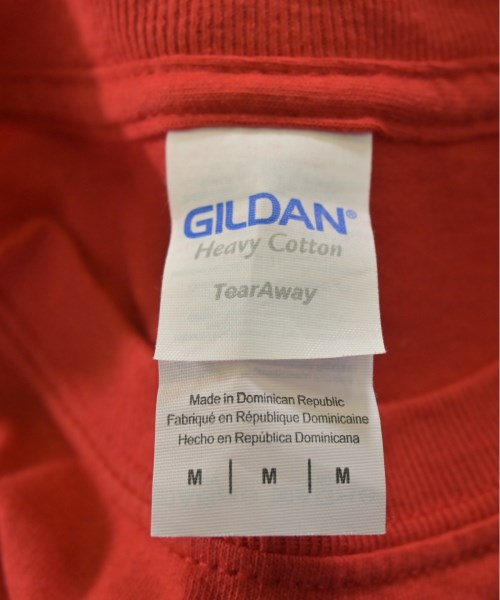 GILDAN®
Heavy Cotton
TearAway
Made in Dominican Republic
Fabriqué en République Dominicaine
Hecho en República Dominicana
M | M | M